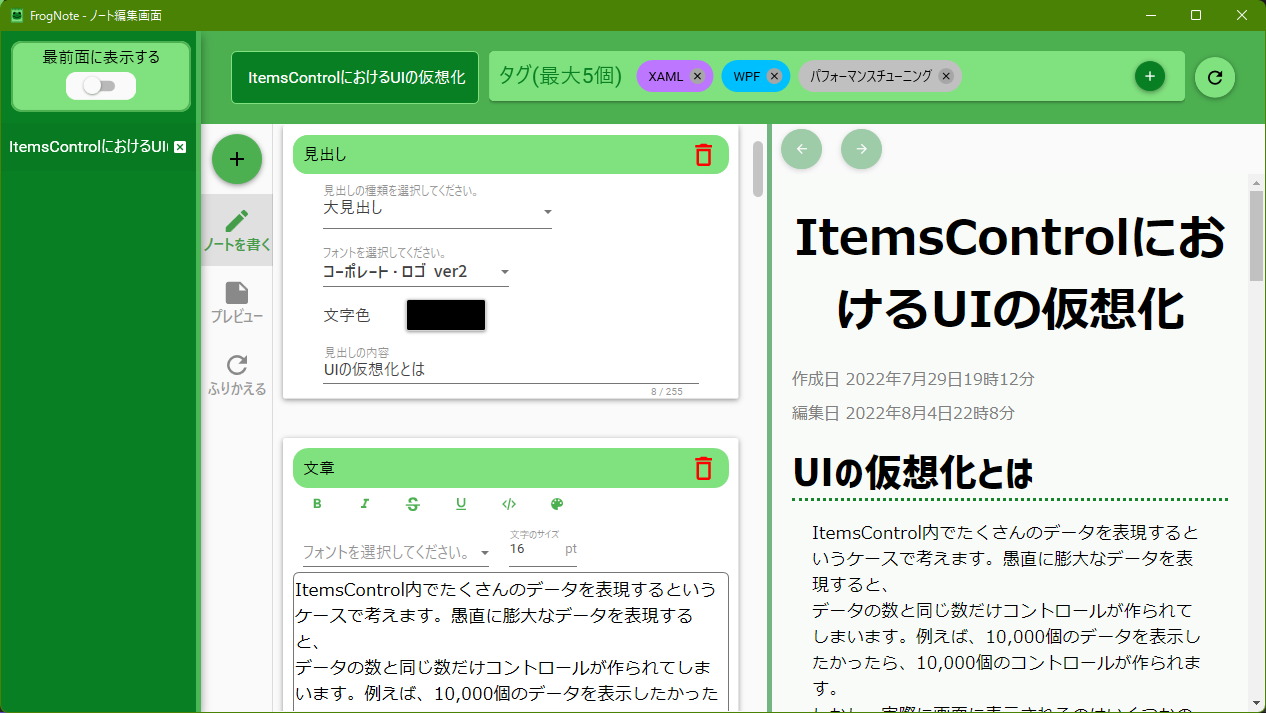 FrogNote - ノート編集画面
最前面に表示する
ItemsControlにおけるUIの仮想化
タグ(最大5個)
XAML
WPF
パフォーマンスチューニング
ItemsControlにおけるUI
ノートを書く
プレビュー
ふりかえる
見出し
見出しの種類を選択してください。
大見出し
フォントを選択してください。
コーポレート・ロゴ ver2
文字色
見出しの内容
UIの仮想化とは
8 / 255
文章
B I S U </>
フォントを選択してください。
文字のサイズ
16 pt
ItemsControl内でたくさんのデータを表現するという
ケースで考えます。愚直に膨大なデータを表現する
と、
データの数と同じ数だけコントロールが作られてしま
います。例えば、10,000個のデータを表示したかった
ItemsControlにお
けるUIの仮想化
作成日 2022年7月29日19時12分
編集日 2022年8月4日22時8分
UIの仮想化とは
ItemsControl内でたくさんのデータを表現すると
いうケースで考えます。愚直に膨大なデータを表
現すると、
データの数と同じ数だけコントロールが作られて
しまいます。例えば、10,000個のデータを表示し
たかったら、10,000個のコントロールが作られま
す。